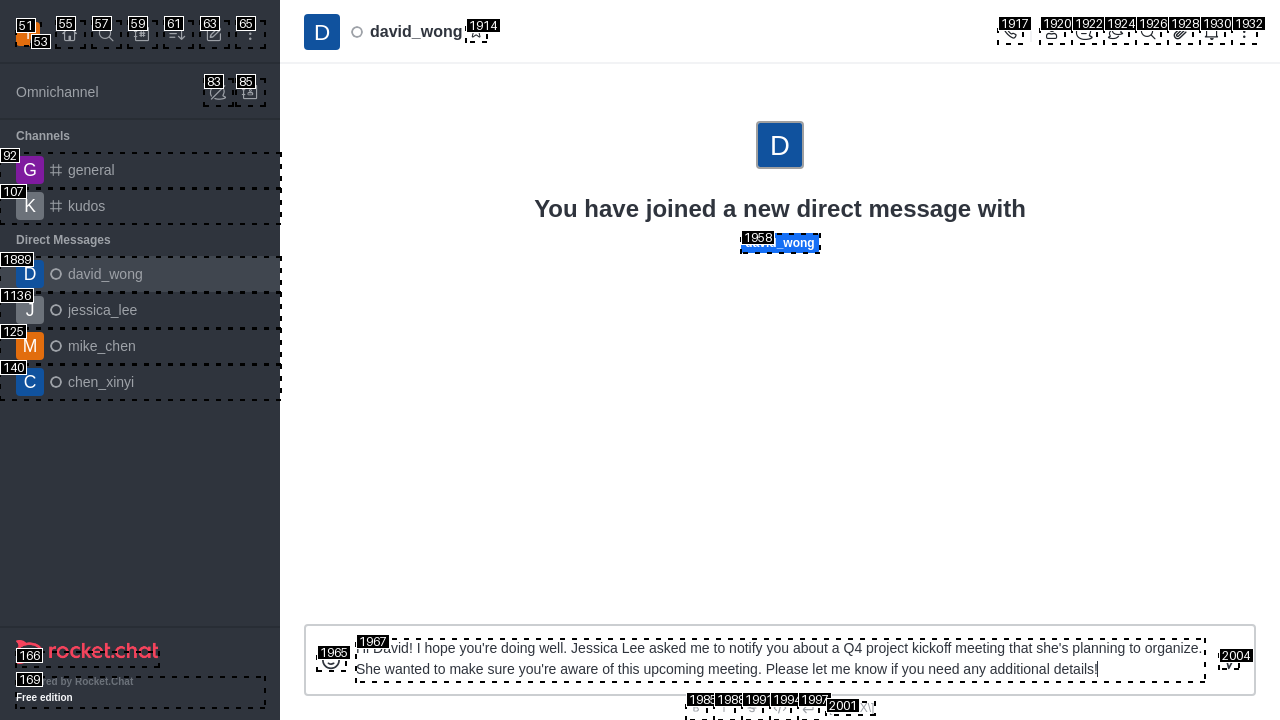 51
53
55
57
59
61
63
65
D
david_wong
1914
1917
1920
1922
1924
1926
1928
1930
1932
Omnichannel
83
85
Channels
92
G
general
107
K
kudos
Direct Messages
1889
D
david_wong
1136
J
jessica_lee
125
M
mike_chen
140
C
chen_xinyi
D
You have joined a new direct message with
1958
_wong
1965
1967
David! I hope you're doing well. Jessica Lee asked me to notify you about a Q4 project kickoff meeting that she's planning to organize.
She wanted to make sure you're aware of this upcoming meeting. Please let me know if you need any additional details!
2004
1985
1988
1991
1994
1997
2001
166
rocket.chat
169
ed by Rocket.Chat
Free edition